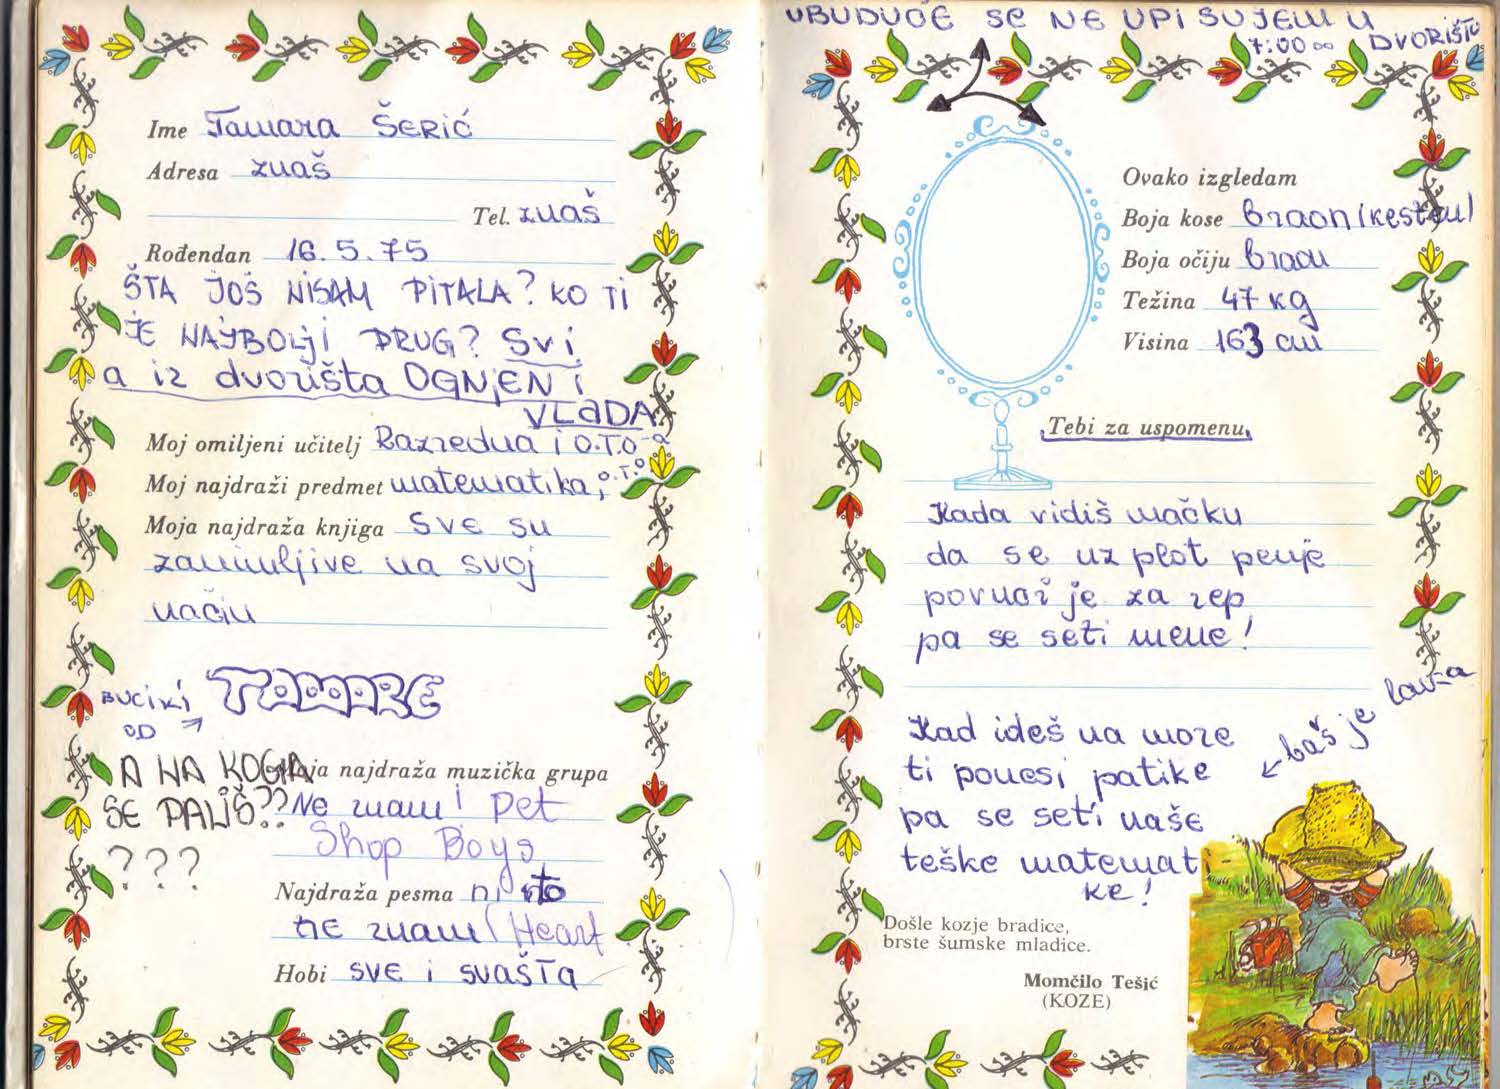 Ime Tamara Šerić
Adresa znaš
Tel. znaš
Rođendan 16.5.75
ŠTA JOŠ NISAM PITALA? KO TI
JE NAJBOLJI DRUG? Svi
a iz dvorišta OGNJEN i
VLADA
Moj omiljeni učitelj Razredna i O.T.O-a
Moj najdraži predmet matematika, O.T.O
Moja najdraža knjiga SVE SU
zanimljive na svoj
način
BUCIKI TAMARE
OD
A NA KOGA
SE PALIŠ??
???
Moja najdraža muzička grupa
Ne znam i Pet
Shop Boys
Najdraža pesma ni to
ne znam (Heart
Hobi SVE i SVAŠTA
UBUDUĆE SE NE UPISUJEM U
7:00 DVORIŠTU
Ovako izgledam
Boja kose braon (kesten)
Boja očiju braon
Težina 47 kg
Visina 163 cm
Tebi za uspomenu
Kada vidiš mačku
da se uz plot penje
povuci je za rep
pa se seti mene!
Kad ideš na more
ti ponesi patike
pa se seti naše
teške matemat
ke!
baš je
Došle kozje bradice,
brste šumske mladice.
Momčilo Tešić
(KOZE)